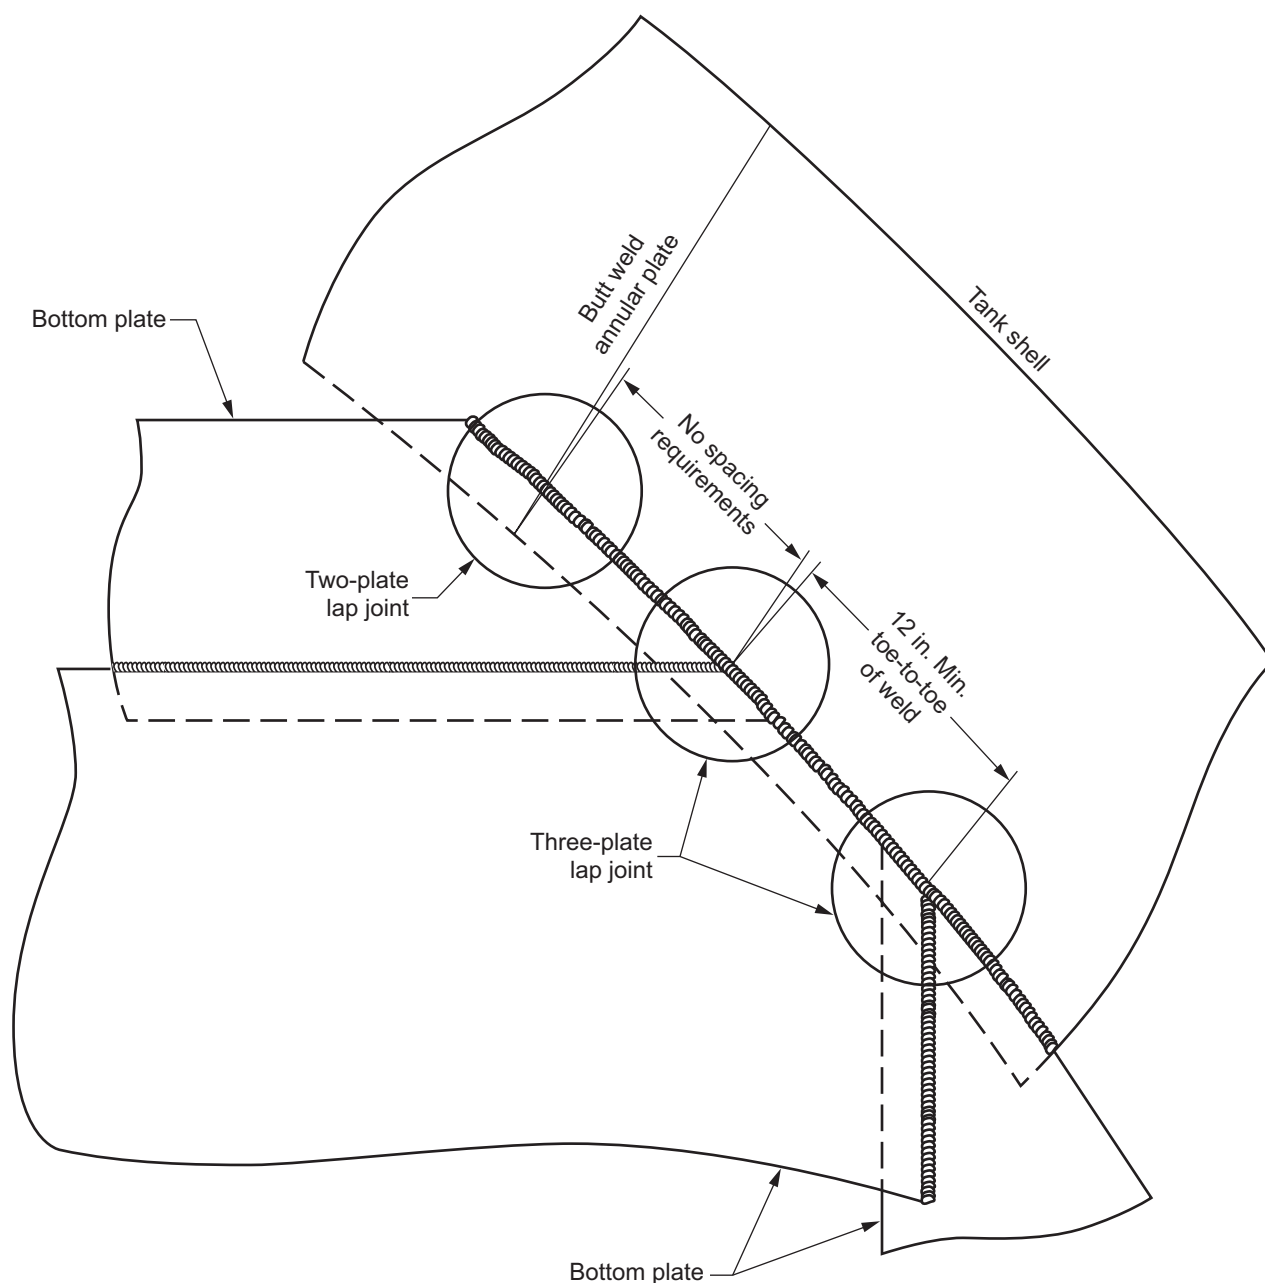 Butt weld
annular plate
Tank shell
Bottom plate
No spacing
requirements
Two-plate
lap joint
12 in. Min.
toe-to-toe
of weld
Three-plate
lap joint
Bottom plate